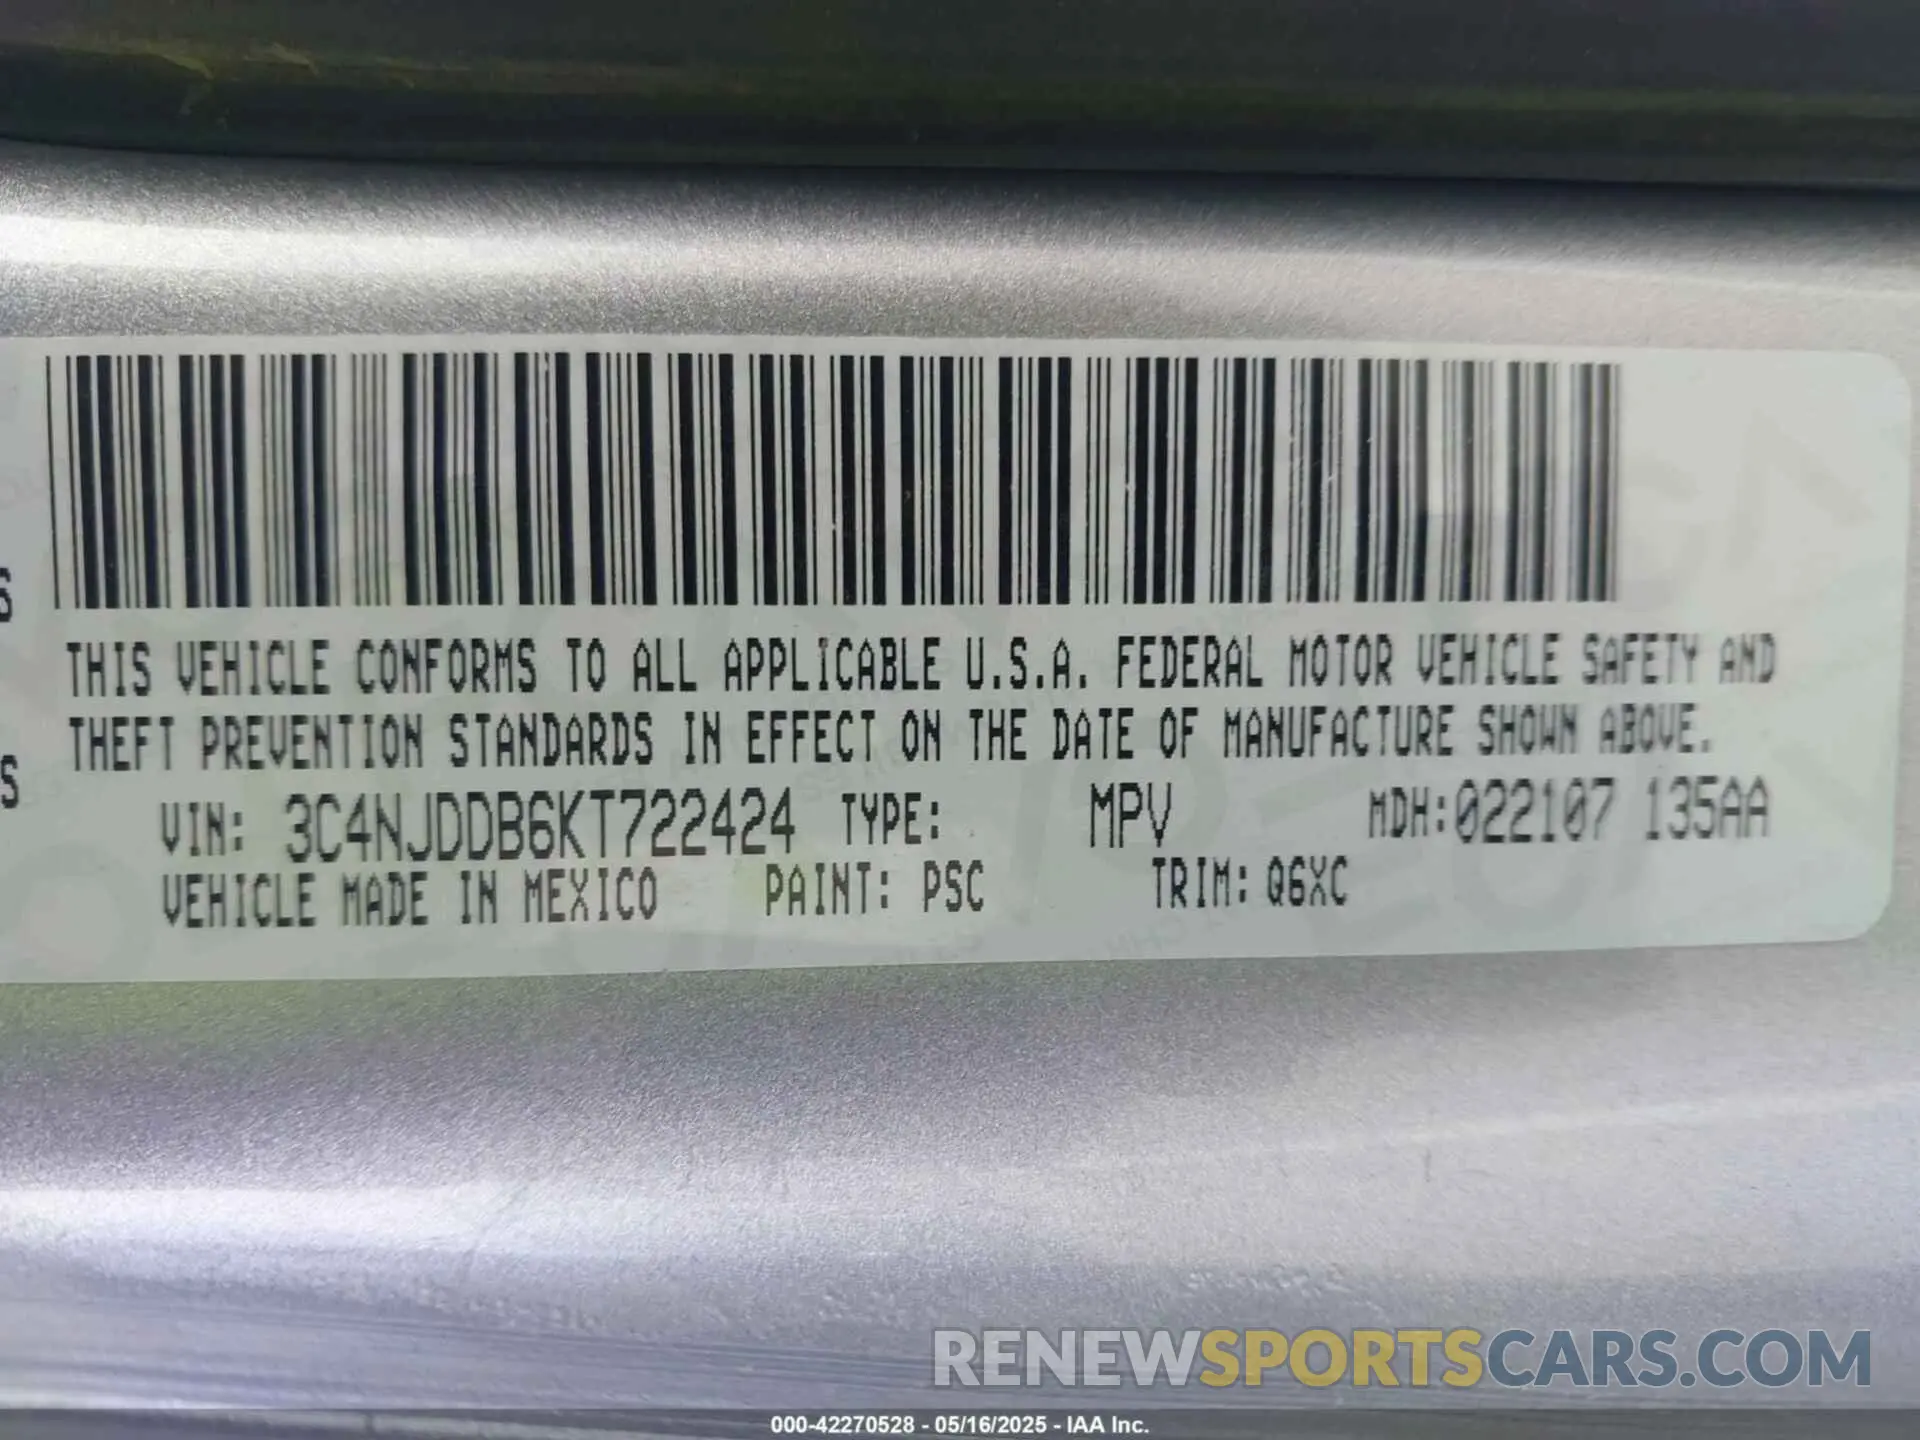 S
THIS VEHICLE CONFORMS TO ALL APPLICABLE U.S.A. FEDERAL MOTOR VEHICLE SAFETY AND
THEFT PREVENTION STANDARDS IN EFFECT ON THE DATE OF MANUFACTURE SHOWN ABOVE.
S
VIN: 3C4NJDDB6KT722424 TYPE: MPV MDH:022107 135AA
VEHICLE MADE IN MEXICO PAINT: PSC TRIM: Q6XC
RENEWSPORTSCARS.COM
000-42270528 - 05/16/2025 - IAA Inc.